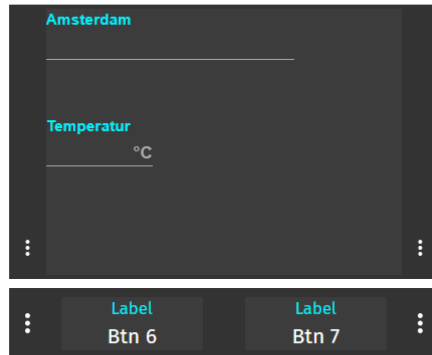 Amsterdam
Temperatur
°C
Label Label
Btn 6 Btn 7